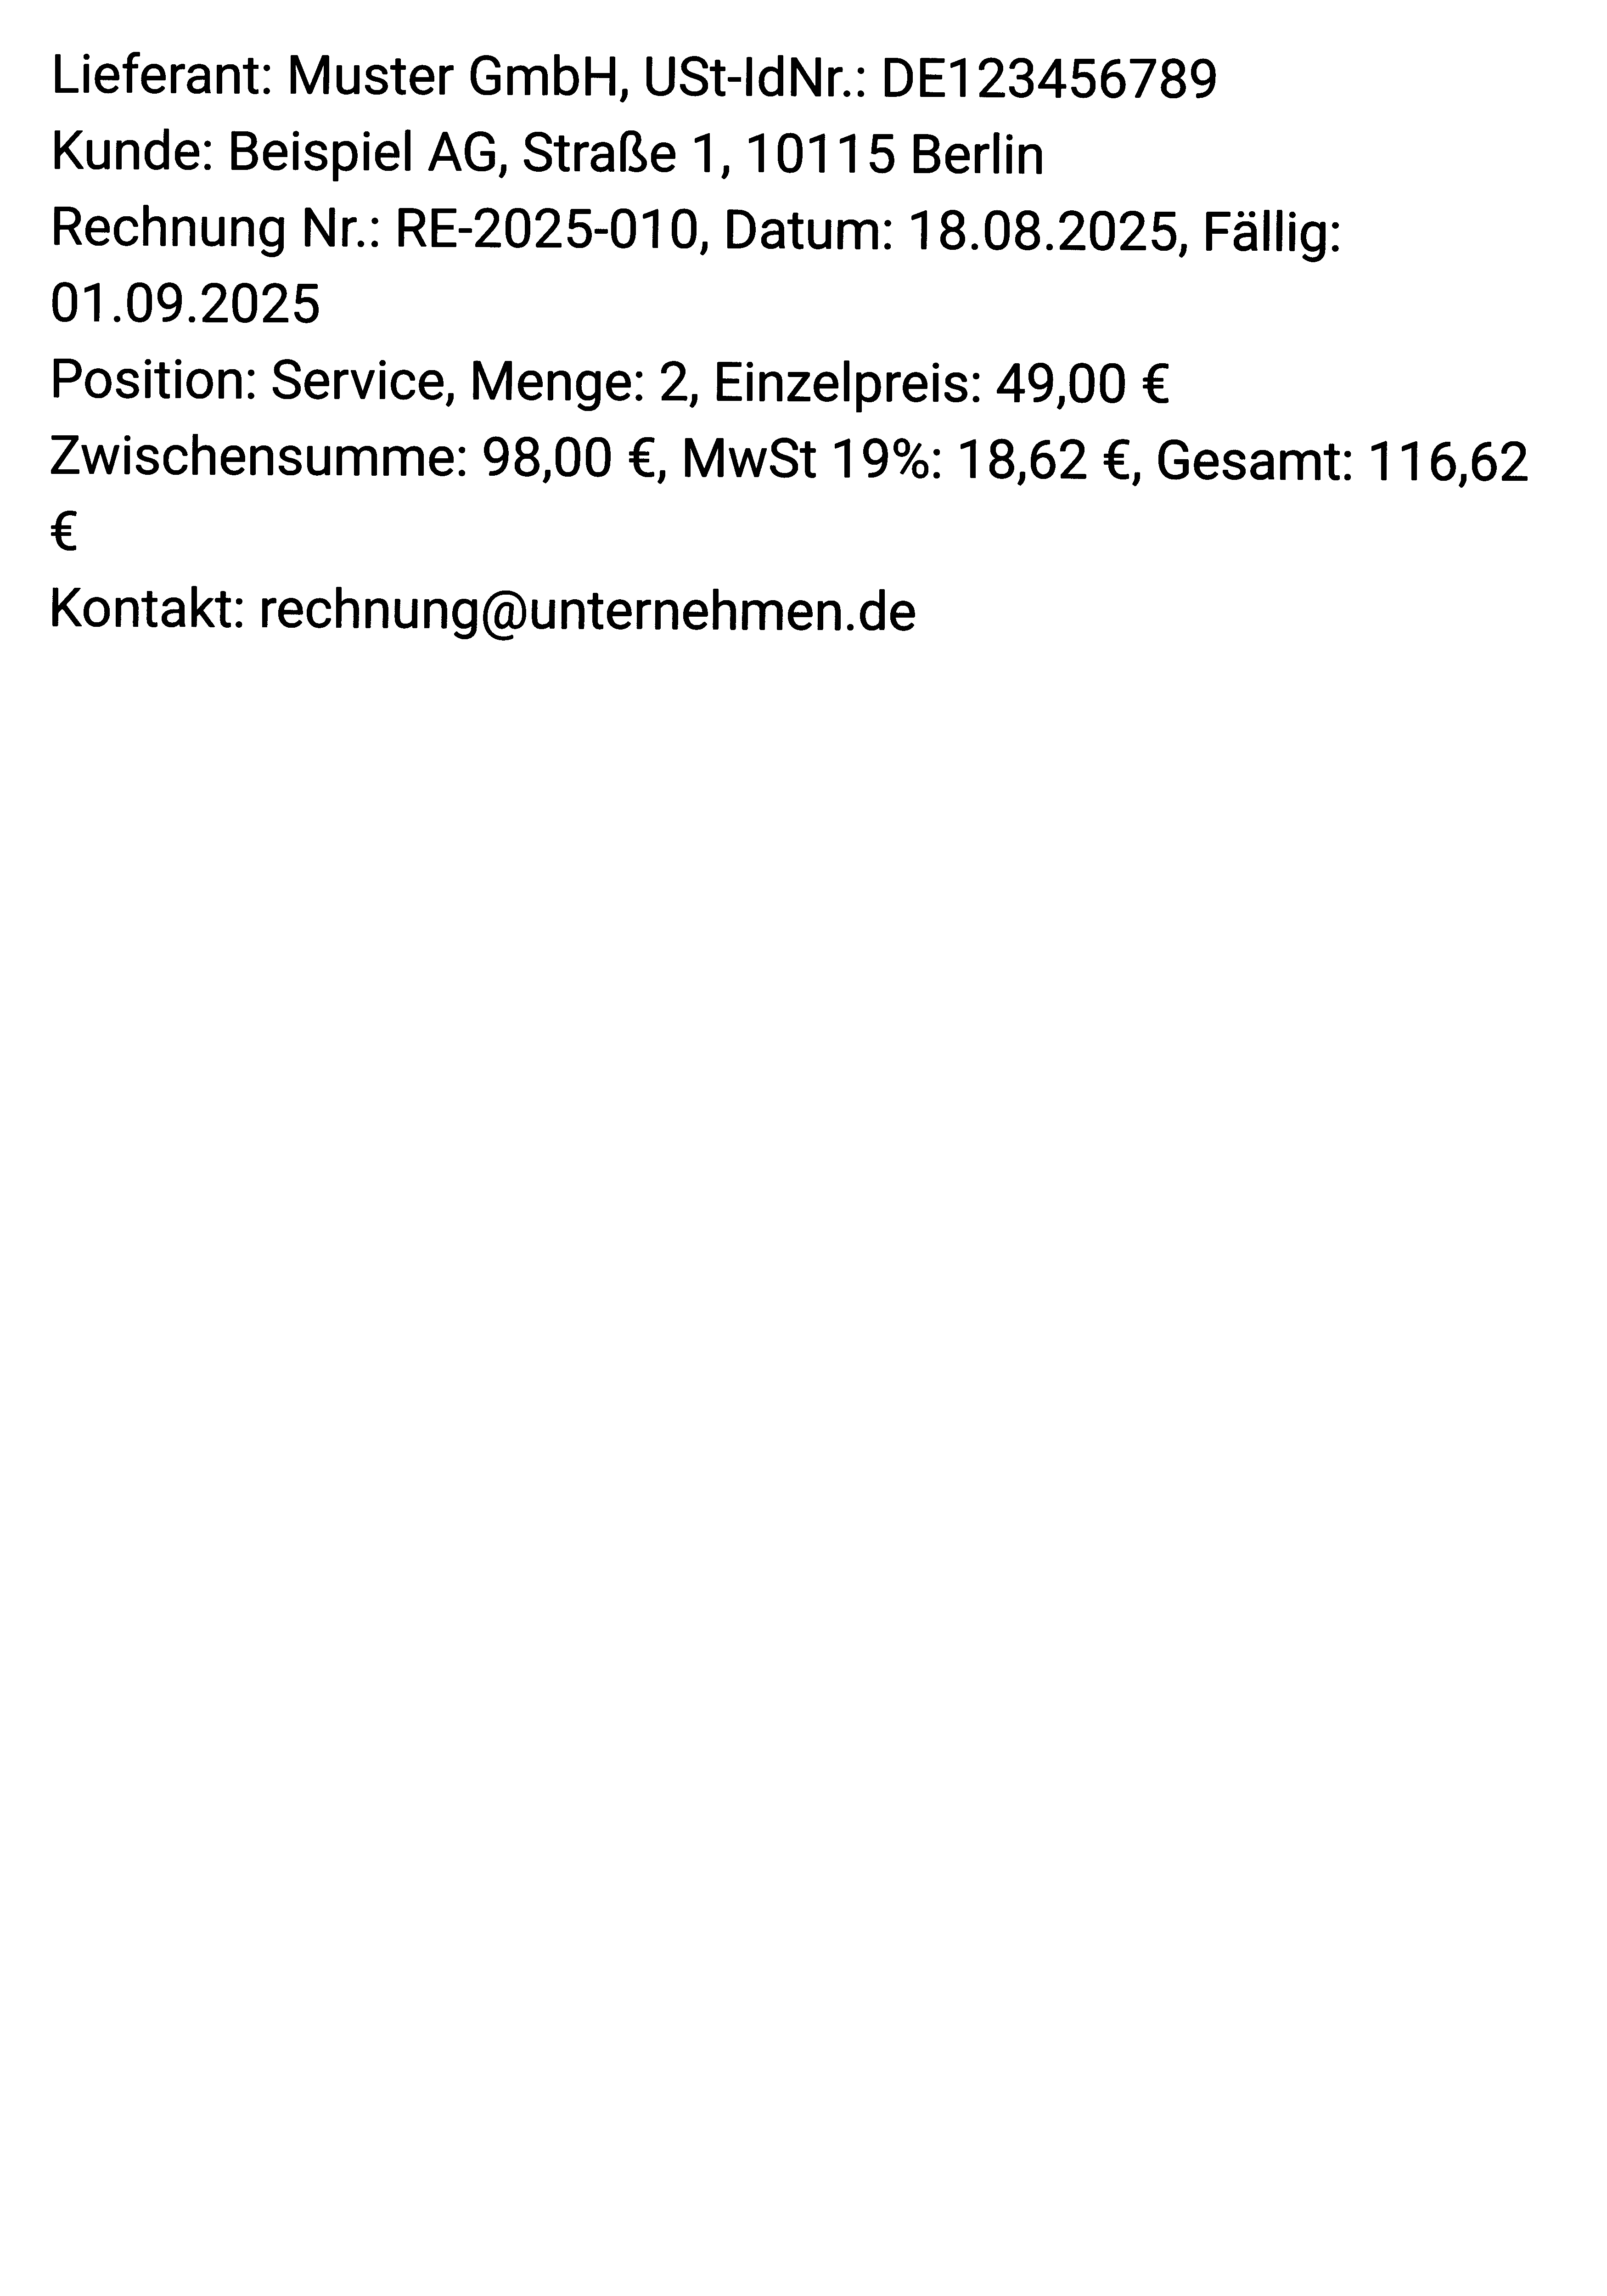 Lieferant: Muster GmbH, USt-IdNr.: DE123456789
Kunde: Beispiel AG, Straße 1, 10115 Berlin
Rechnung Nr.: RE-2025-010, Datum: 18.08.2025, Fällig:
01.09.2025
Position: Service, Menge: 2, Einzelpreis: 49,00 €
Zwischensumme: 98,00 €, MwSt 19%: 18,62 €, Gesamt: 116,62
€
Kontakt: rechnung@unternehmen.de